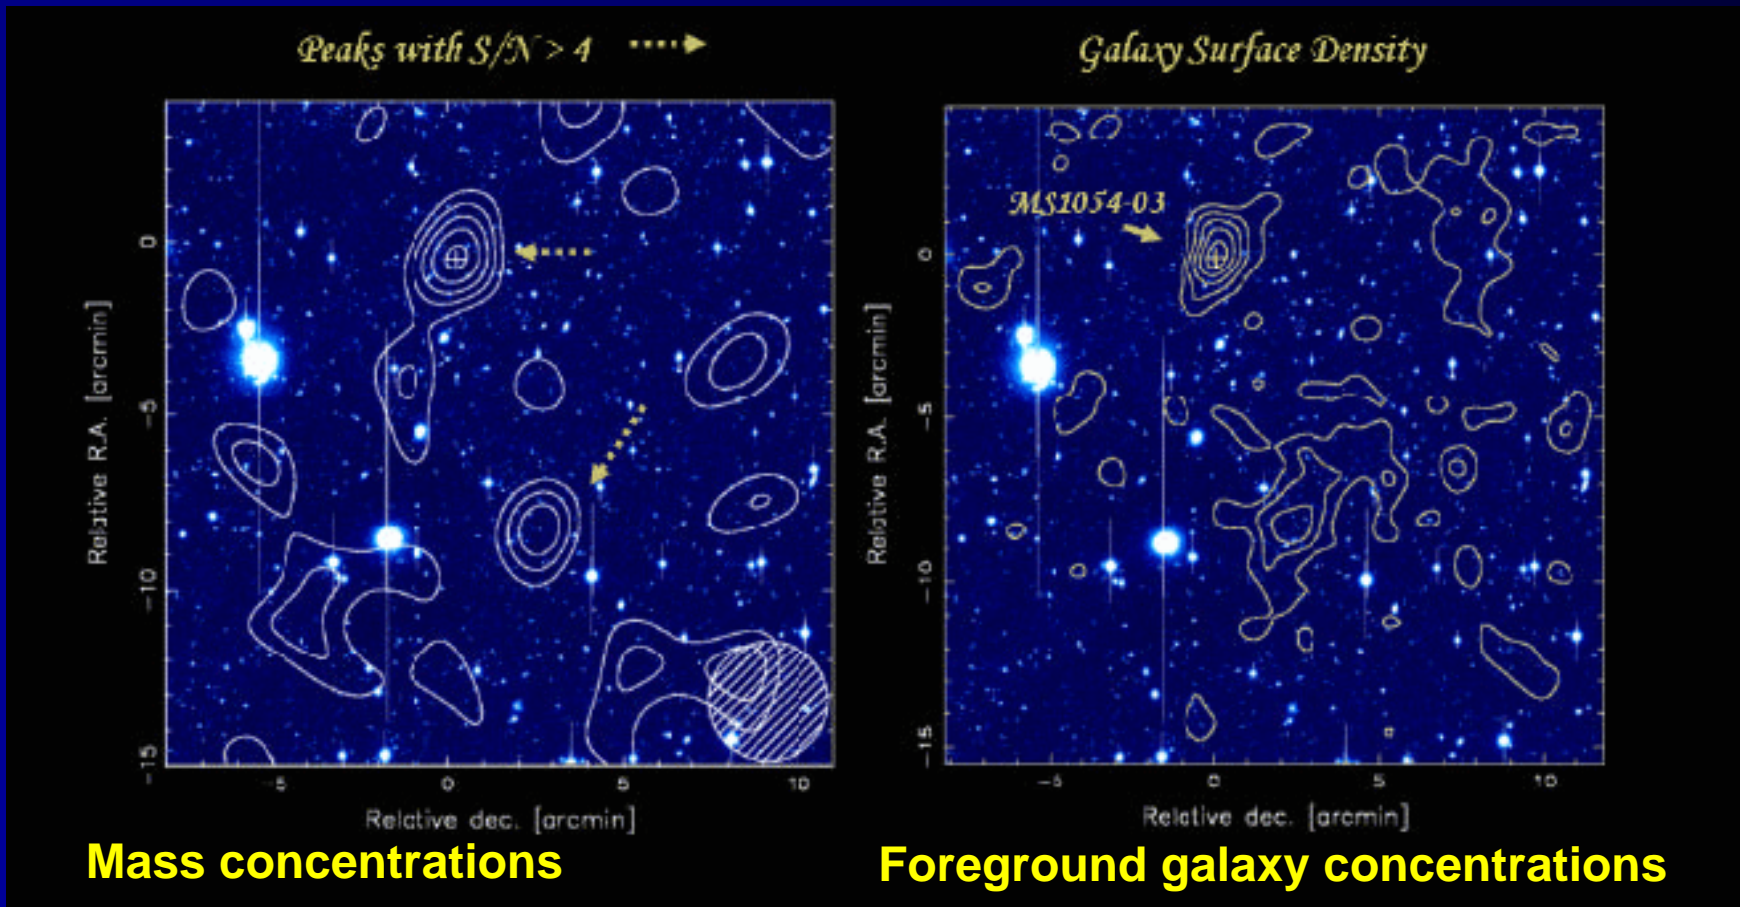 Peaks with S/N > 4
Galaxy Surface Density
MS1054-03
0
-5
-10
-15
Relative R.A. [arcmin]
-5
0
5
10
Relative dec. [arcmin]
0
-5
-10
-15
Relative R.A. [arcmin]
-5
0
5
10
Relative dec. [arcmin]
Mass concentrations
Foreground galaxy concentrations